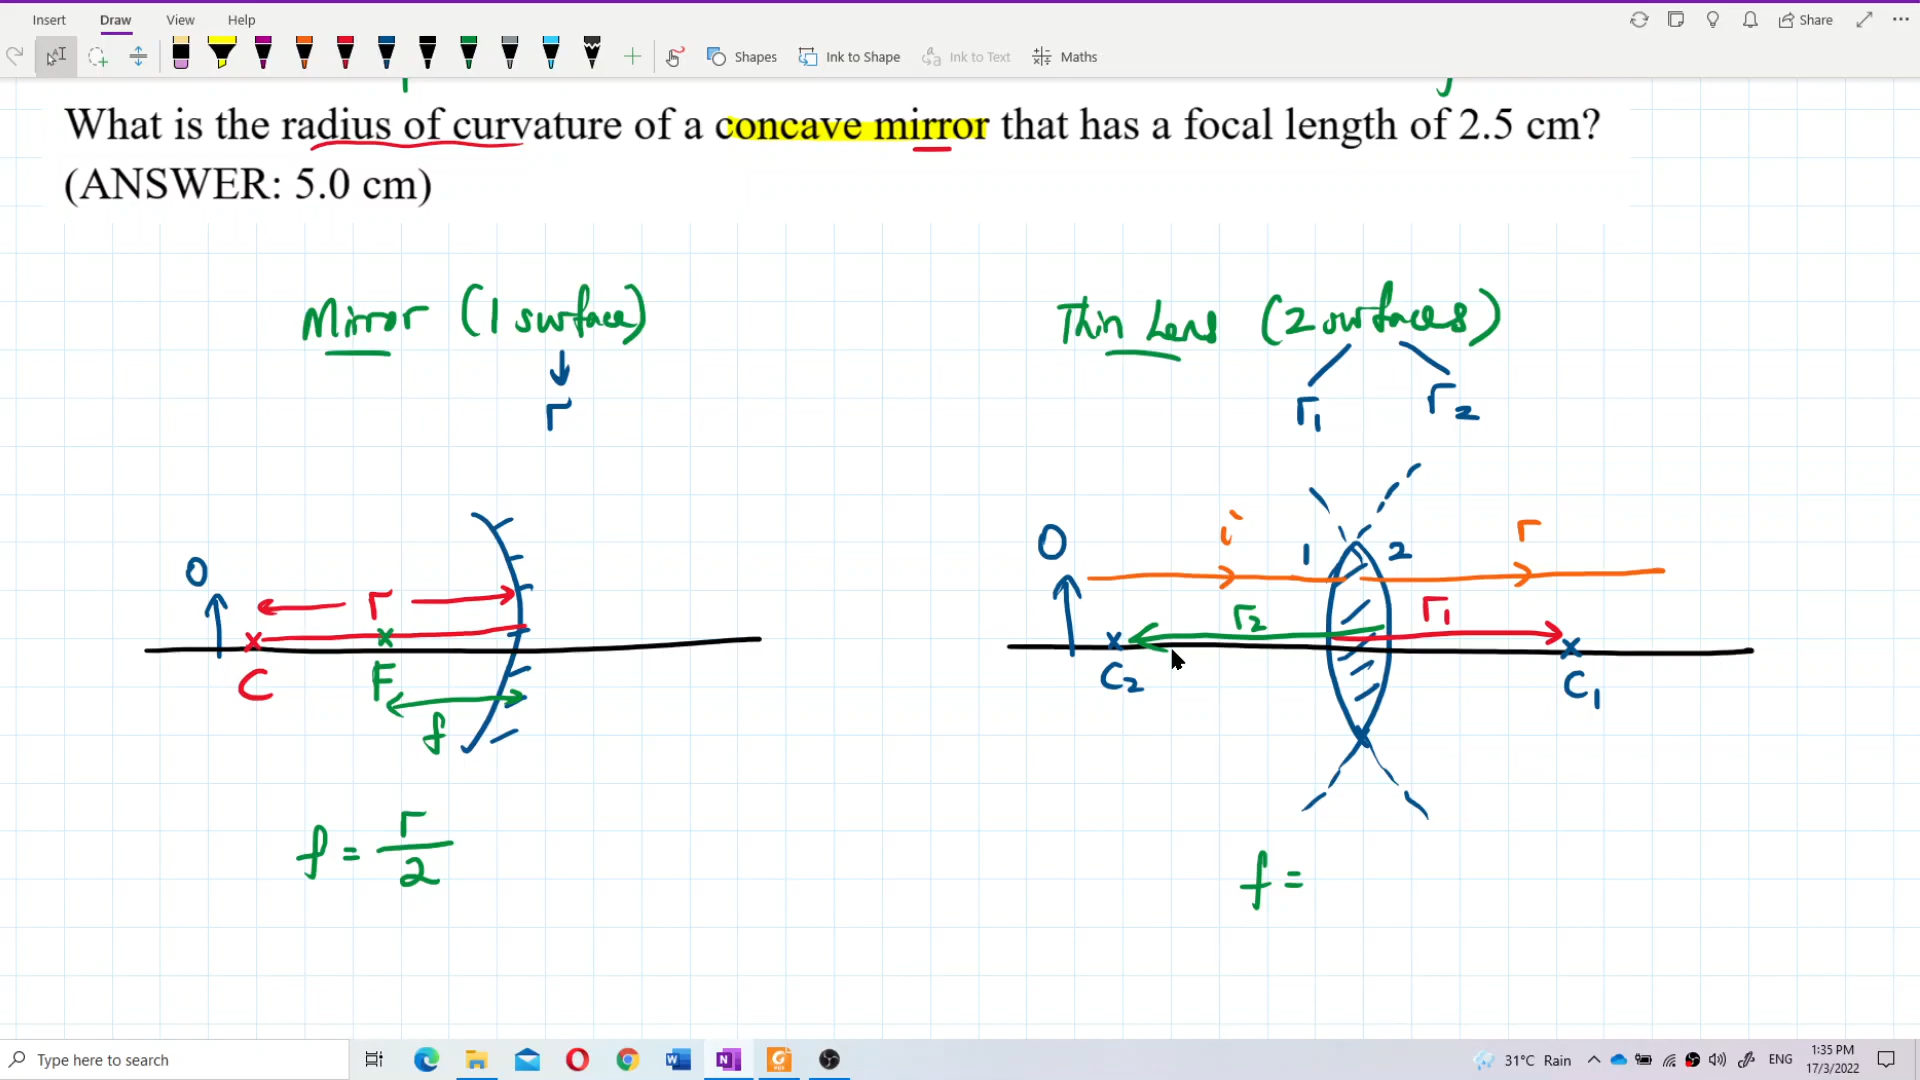 Insert Draw View Help
Share
Shapes Ink to Shape Ink to Text Maths
What is the radius of curvature of a concave mirror that has a focal length of 2.5 cm?
(ANSWER: 5.0 cm)
Mirror (1 surface)
r
Thin Lens (2 surfaces)
r1 r2
O
r
C
F
f
f = r/2
O
i
1
2
r
r2
r1
C2
C1
f =
Type here to search
31°C Rain
ENG
1:35 PM
17/3/2022